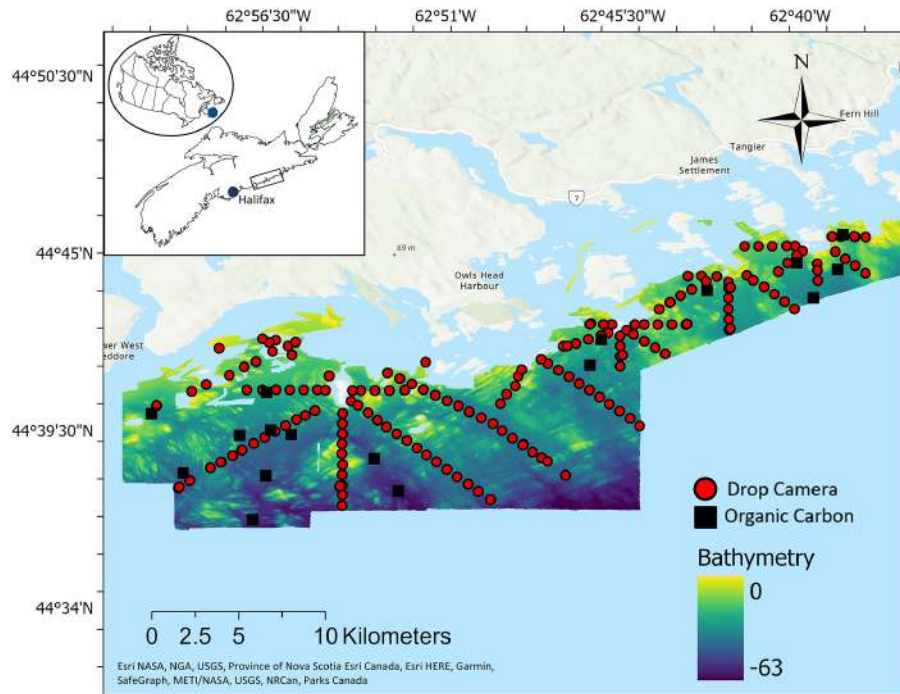 62°56'30"W
62°51'W
62°45'30"W
62°40'W
44°50'30"N
44°45'N
44°39'30"N
44°34'N
N
Fern Hill
Tangier
James
Settlement
7
Halifax
69 m
Owls Head
Harbour
wer West
eddore
Drop Camera
Organic Carbon
Bathymetry
0
-63
0 2.5 5 10 Kilometers
Esri NASA, NGA, USGS, Province of Nova Scotia Esri Canada, Esri HERE, Garmin,
SafeGraph, METI/NASA, USGS, NRCan, Parks Canada